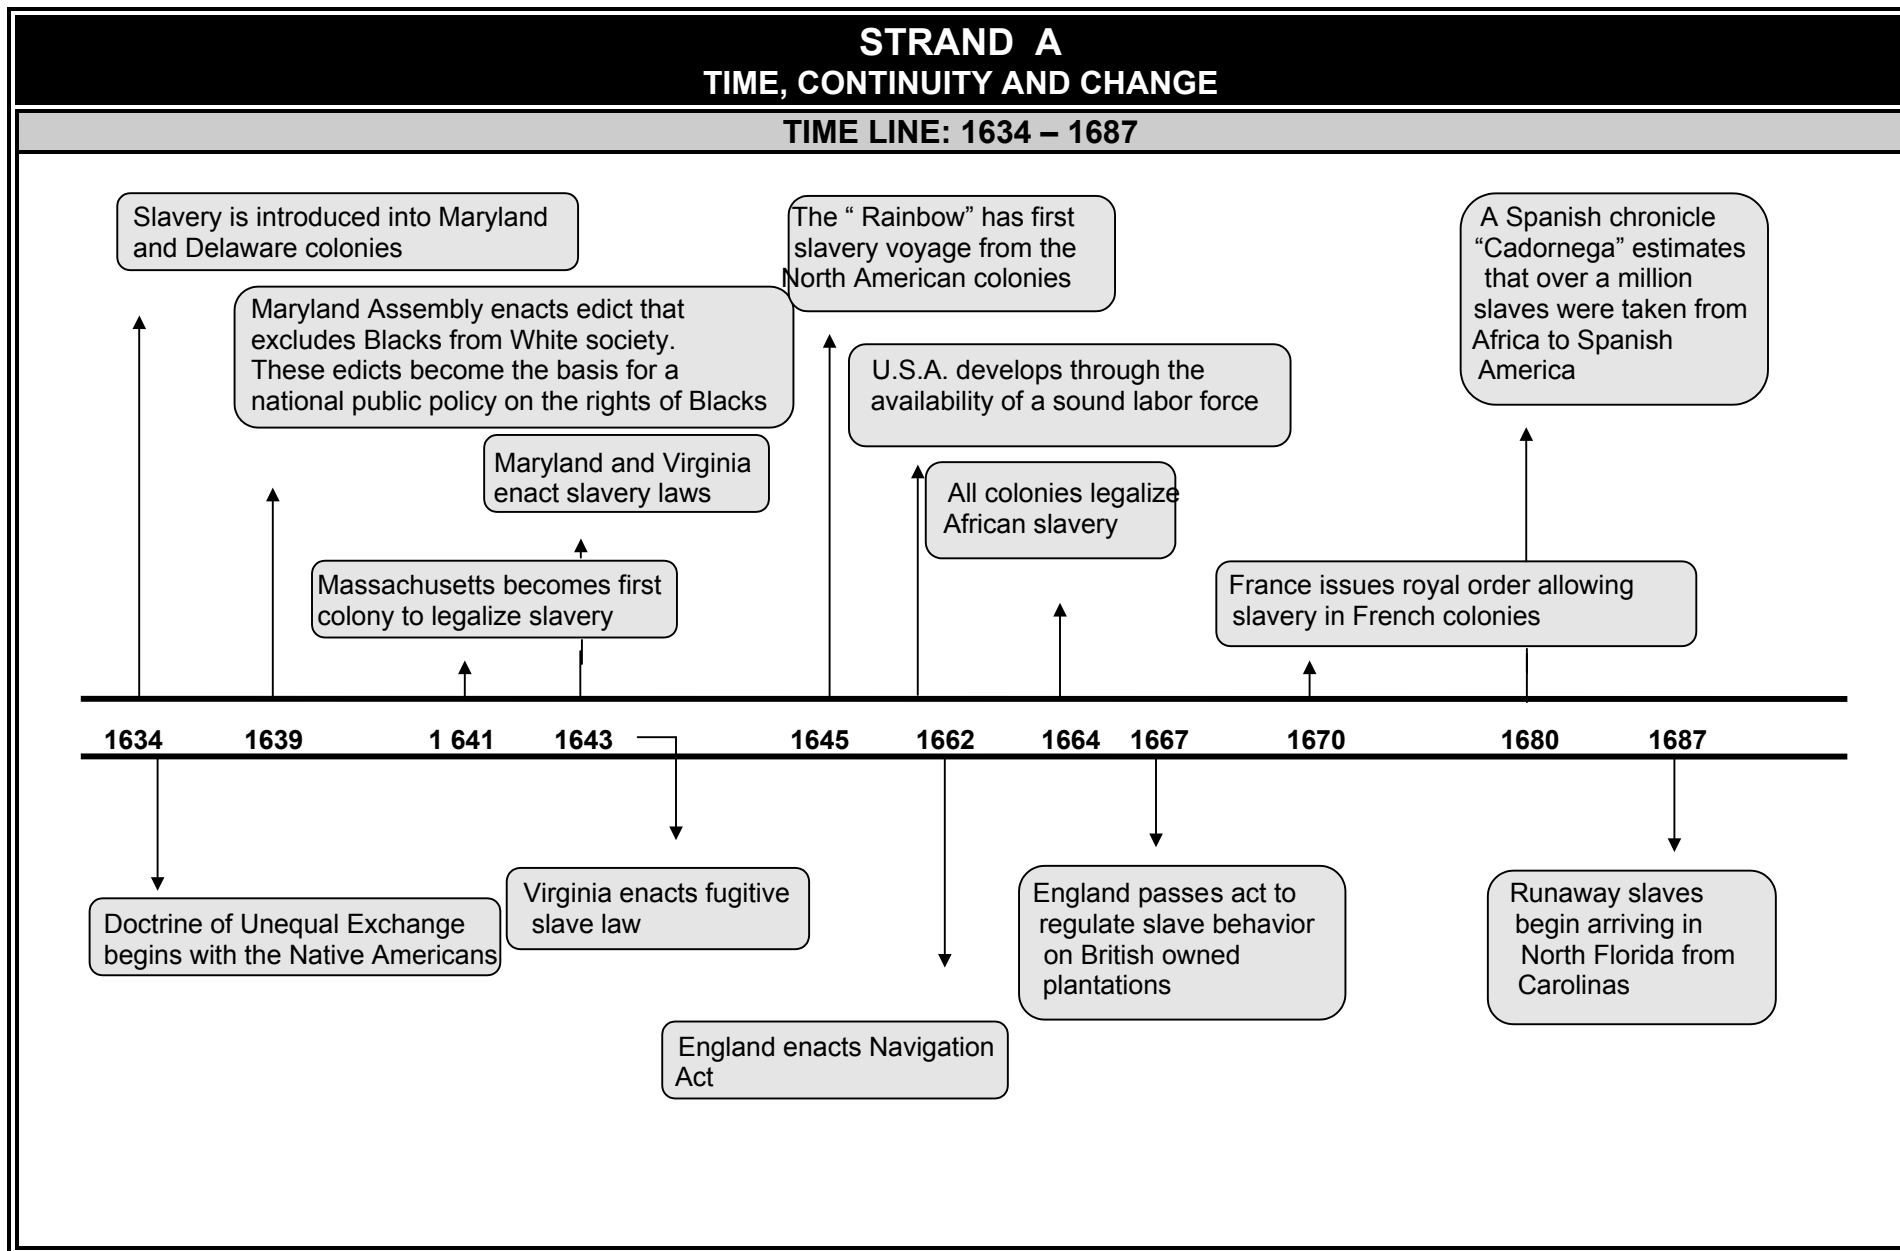 STRAND  A
TIME, CONTINUITY AND CHANGE
TIME LINE: 1634 – 1687
Slavery is introduced into Maryland
and Delaware colonies
Maryland Assembly enacts edict that
excludes Blacks from White society.
These edicts become the basis for a
national public policy on the rights of Blacks
Maryland and Virginia
enact slavery laws
Massachusetts becomes first
colony to legalize slavery
The “ Rainbow” has first
slavery voyage from the
North American colonies
U.S.A. develops through the
availability of a sound labor force
All colonies legalize
African slavery
A Spanish chronicle
“Cadornega” estimates
that over a million
slaves were taken from
Africa to Spanish
America
France issues royal order allowing
slavery in French colonies
1634 1639 1 641 1643 1645 1662 1664 1667 1670 1680 1687
Doctrine of Unequal Exchange
begins with the Native Americans
Virginia enacts fugitive
slave law
England enacts Navigation
Act
England passes act to
regulate slave behavior
on British owned
plantations
Runaway slaves
begin arriving in
North Florida from
Carolinas